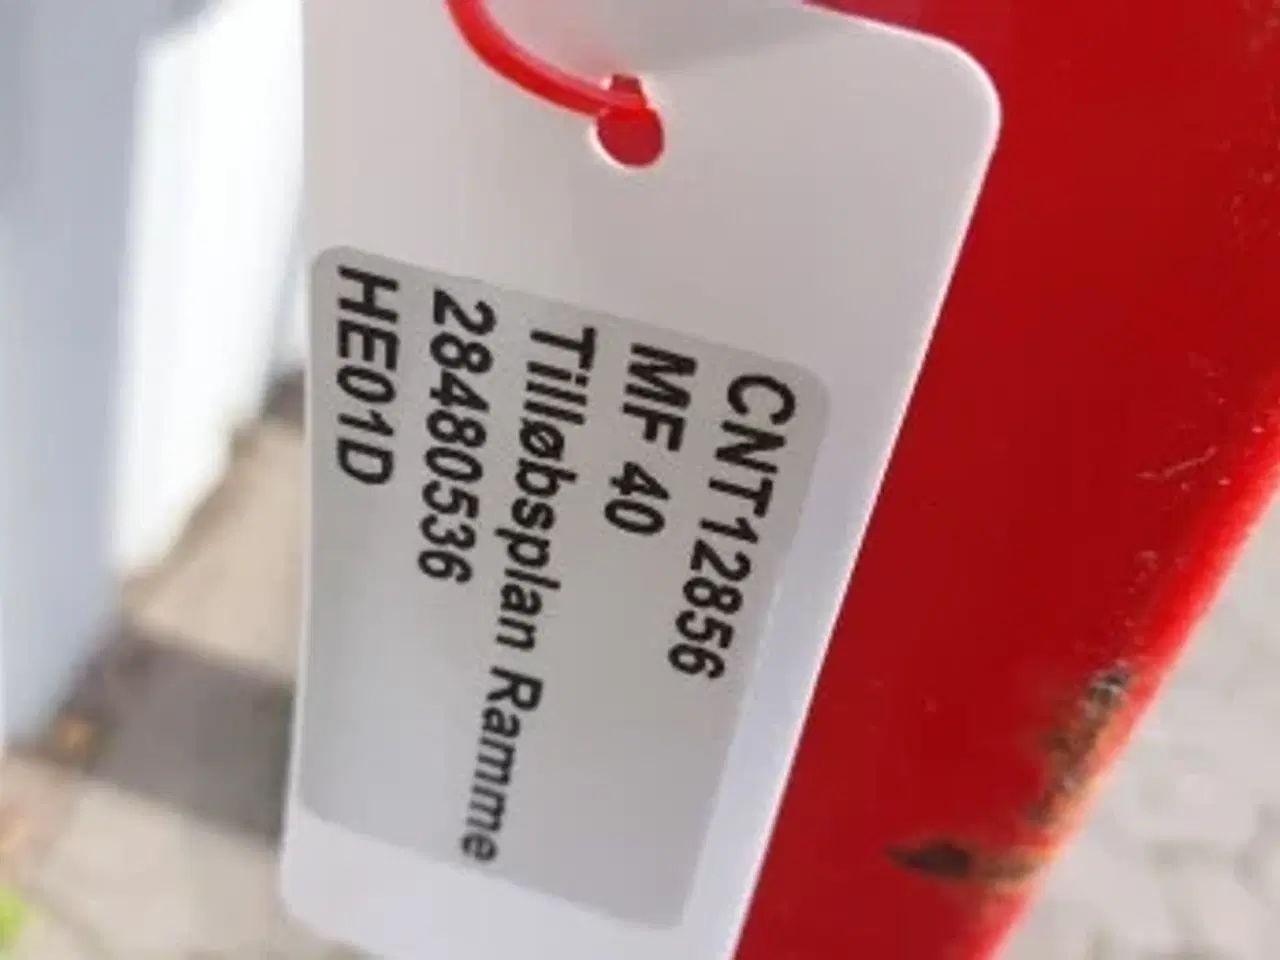 CNT12856
MF 40
Tilløbsplan Ramme
28480536
HE01D